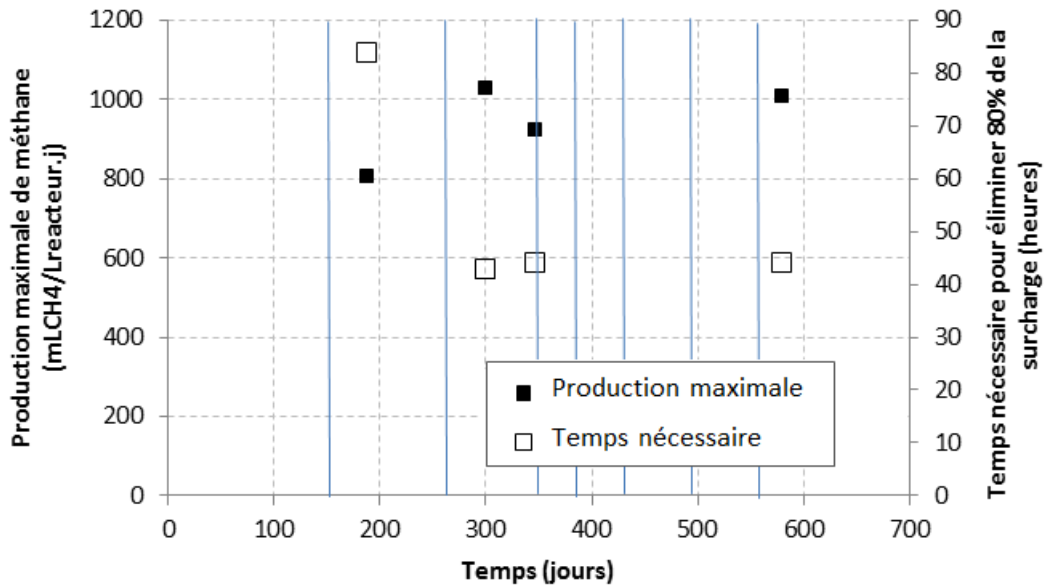 Production maximale de méthane
(mLCH4/Lreacteur.j)
1200
1000
800
600
400
200
0
90
80
70
60
50
40
30
20
10
0
Temps nécessaire pour éliminer 80% de la
surcharge (heures)
Production maximale
Temps nécessaire
0 100 200 300 400 500 600 700
Temps (jours)